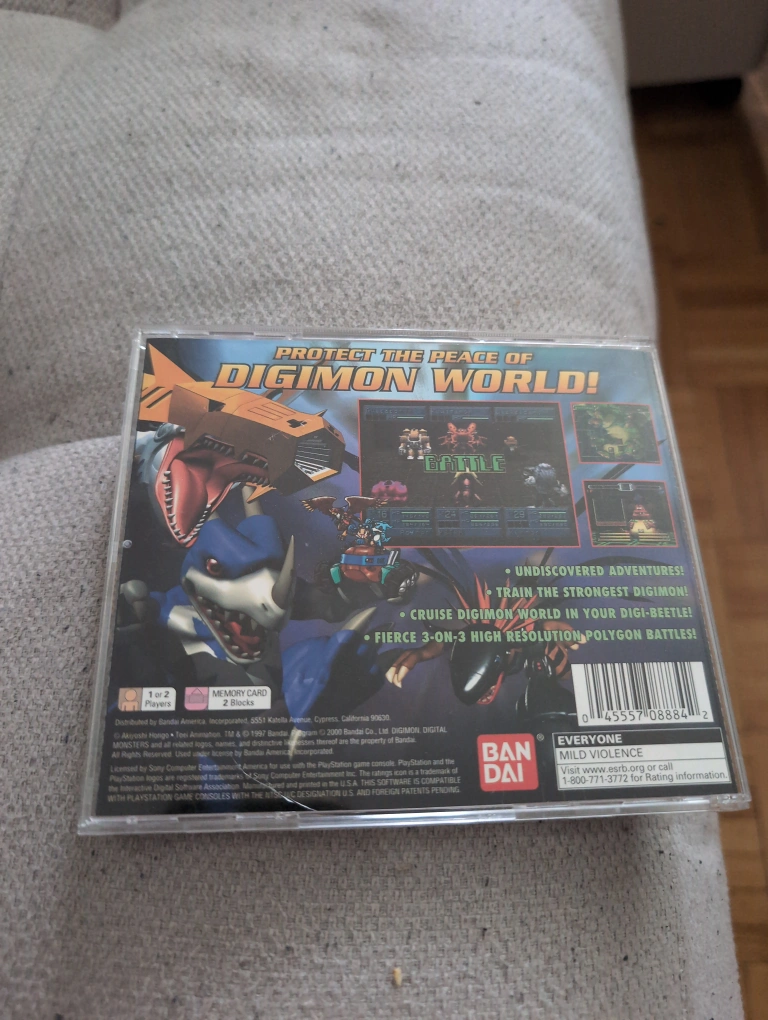 PROTECT THE PEACE OF
DIGIMON WORLD!
BATTLE
• UNDISCOVERED ADVENTURES!
• TRAIN THE STRONGEST DIGIMON!
• CRUISE DIGIMON WORLD IN YOUR DIGI-BEETLE!
• FIERCE 3-ON-3 HIGH RESOLUTION POLYGON BATTLES!
1 or 2
Players
MEMORY CARD
2 Blocks
0 45557 08884 2
Distributed by Bandai America, Incorporated, 5551 Katella Avenue, Cypress, California 90630.
© Akiyoshi Hongo • Toei Animation. TM & © 1997 Bandai © 2000 Bandai Co., Ltd. DIGIMON, DIGITAL
MONSTERS and all related logos, names, and distinctive likenesses thereof are the property of Bandai.
All Rights Reserved. Used under license by Bandai America Incorporated.
Licensed by Sony Computer Entertainment America for use with the PlayStation game console. PlayStation and the
PlayStation logos are registered trademarks of Sony Computer Entertainment Inc. The ratings icon is a trademark of
the Interactive Digital Software Association. and printed in the U.S.A. THIS SOFTWARE IS COMPATIBLE
WITH PLAYSTATION GAME CONSOLES WITH THE NTSC U/C DESIGNATION. U.S. AND FOREIGN PATENTS PENDING.
BAN
DAI
®
EVERYONE
MILD VIOLENCE
Visit www.esrb.org or call
1-800-771-3772 for Rating information.